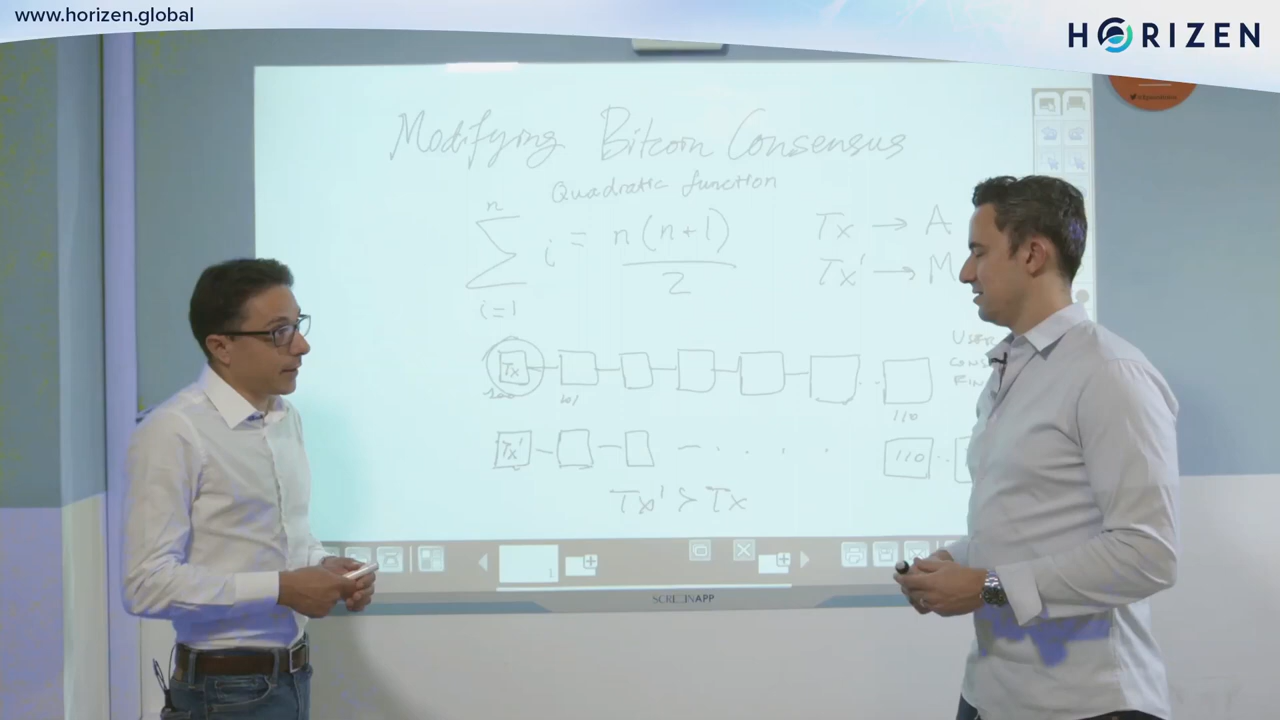 www.horizen.global
HORIZEN
Modifying Bitcoin Consensus
Quadratic function
n
Σ i = n(n+1)
2
i=1
Tx → A
Tx' → M
Tx
101
110
Tx'
110
Tx' > Tx
1
SCREENAPP